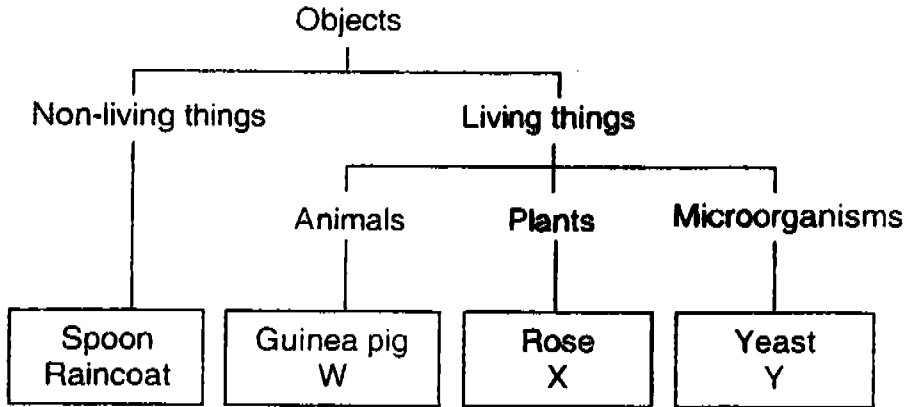 Objects
Non-living things
Living things
Animals
Plants
Microorganisms
Spoon
Raincoat
Guinea pig
W
Rose
X
Yeast
Y